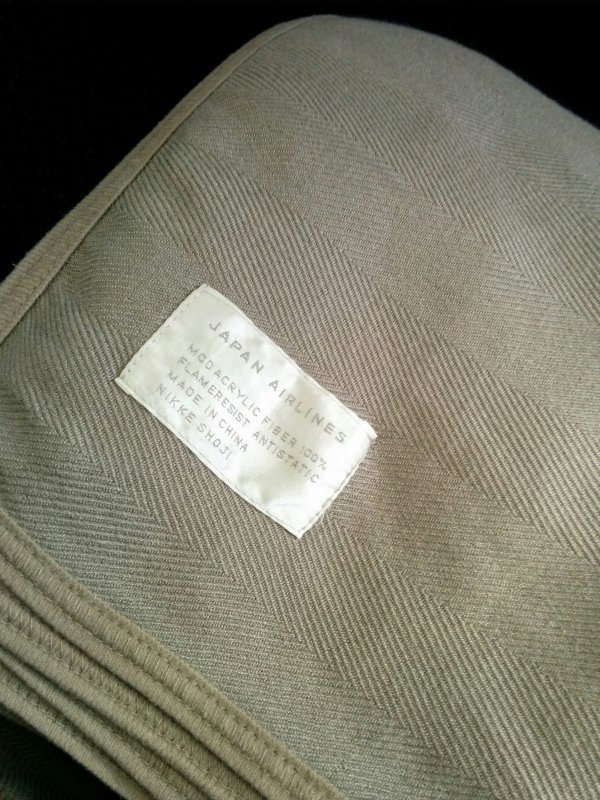 JAPAN AIRLINES
MODACRYLIC FIBER 100%
FLAMERESIST ANTISTATIC
MADE IN CHINA
NIKKE SHOJI